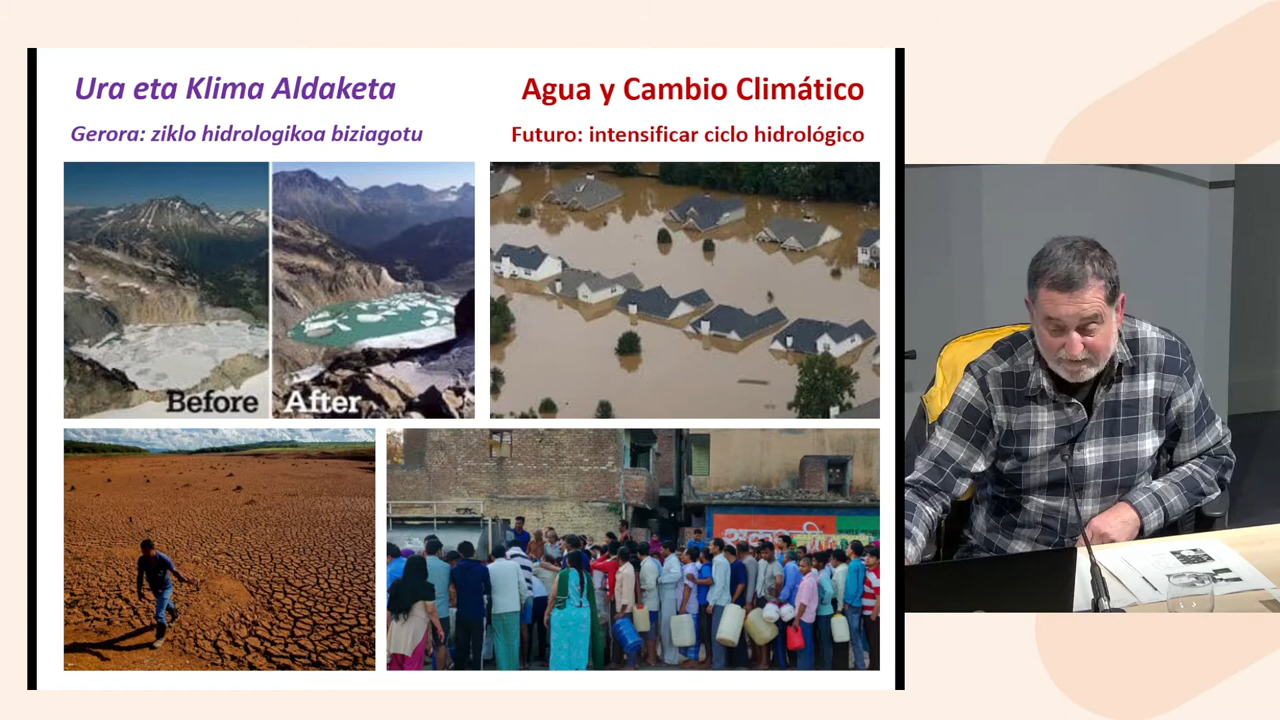 Ura eta Klima Aldaketa
Agua y Cambio Climático
Gerora: ziklo hidrologikoa biziagotu
Futuro: intensificar ciclo hidrológico
Before
After